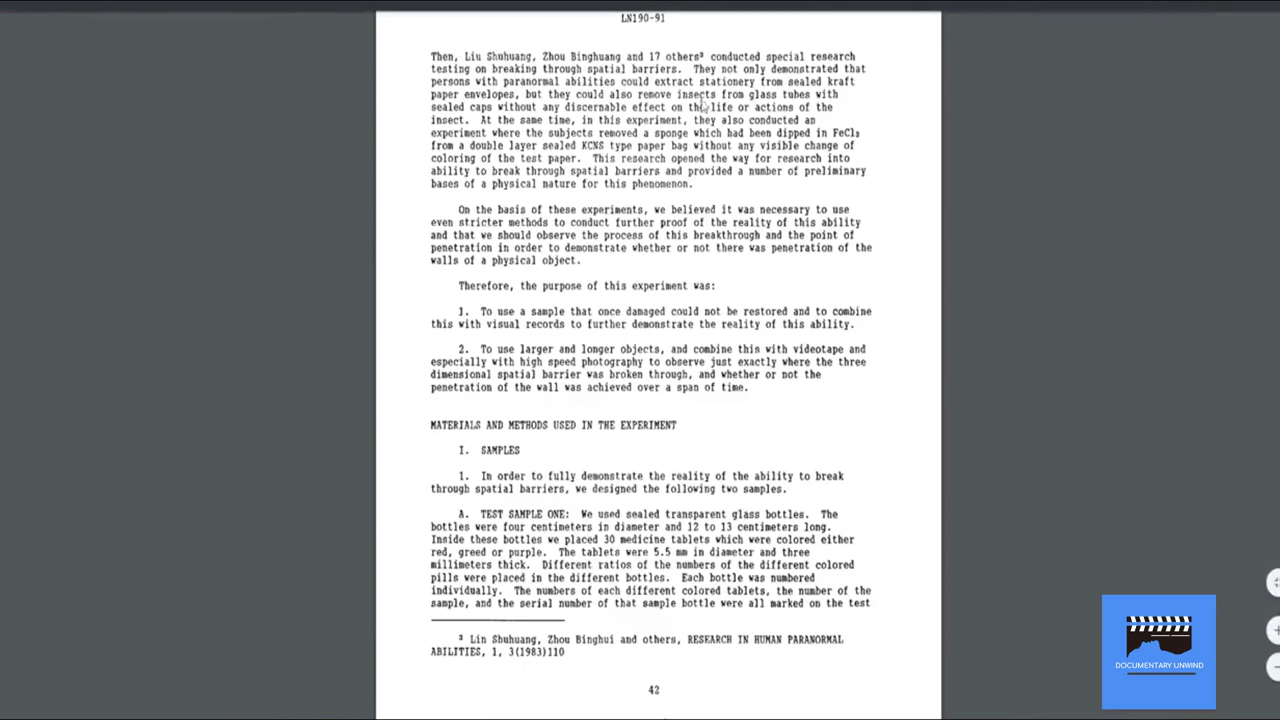 LN190-91
Then, Liu Shuhuang, Zhou Binghuang and 17 others³ conducted special research
testing on breaking through spatial barriers. They not only demonstrated that
persons with paranormal abilities could extract stationery from sealed kraft
paper envelopes, but they could also remove insects from glass tubes with
sealed caps without any discernable effect on the life or actions of the
insect. At the same time, in this experiment, they also conducted an
experiment where the subjects removed a sponge which had been dipped in FeCl₃
from a double layer sealed KCNS type paper bag without any visible change of
coloring of the test paper. This research opened the way for research into
ability to break through spatial barriers and provided a number of preliminary
bases of a physical nature for this phenomenon.
On the basis of these experiments, we believed it was necessary to use
even stricter methods to conduct further proof of the reality of this ability
and that we should observe the process of this breakthrough and the point of
penetration in order to demonstrate whether or not there was penetration of the
walls of a physical object.
Therefore, the purpose of this experiment was:
1. To use a sample that once damaged could not be restored and to combine
this with visual records to further demonstrate the reality of this ability.
2. To use larger and longer objects, and combine this with videotape and
especially with high speed photography to observe just exactly where the three
dimensional spatial barrier was broken through, and whether or not the
penetration of the wall was achieved over a span of time.
MATERIALS AND METHODS USED IN THE EXPERIMENT
I. SAMPLES
1. In order to fully demonstrate the reality of the ability to break
through spatial barriers, we designed the following two samples.
A. TEST SAMPLE ONE: We used sealed transparent glass bottles. The
bottles were four centimeters in diameter and 12 to 13 centimeters long.
Inside these bottles we placed 30 medicine tablets which were colored either
red, greed or purple. The tablets were 5.5 mm in diameter and three
millimeters thick. Different ratios of the numbers of the different colored
pills were placed in the different bottles. Each bottle was numbered
individually. The numbers of each different colored tablets, the number of the
sample, and the serial number of that sample bottle were all marked on the test
³ Lin Shuhuang, Zhou Binghui and others, RESEARCH IN HUMAN PARANORMAL
ABILITIES, 1, 3(1983)110
42
DOCUMENTARY UNWIND